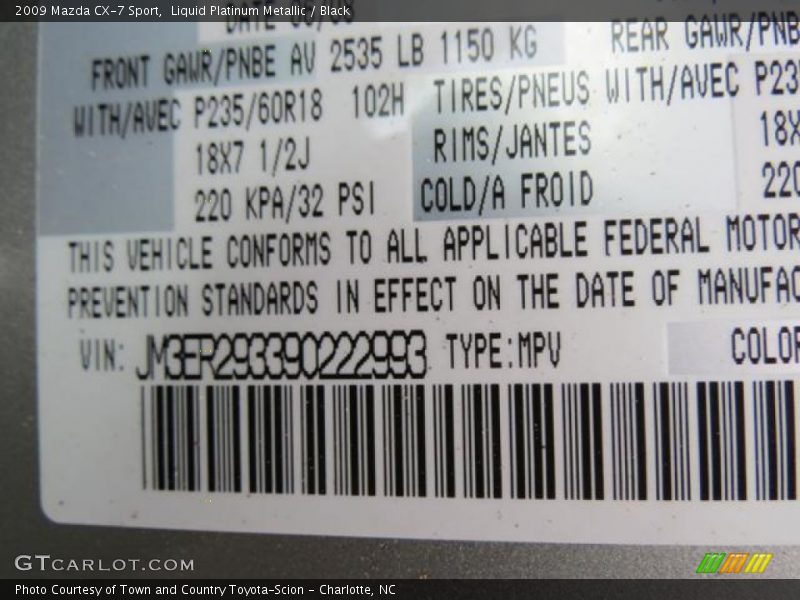 2009 Mazda CX-7 Sport, Liquid Platinum Metallic / Black
DATE
FRONT GAWR/PNBE AV 2535 LB 1150 KG REAR GAWR/PNB
WITH/AVEC P235/60R18 102H TIRES/PNEUS WITH/AVEC P23
18X7 1/2J RIMS/JANTES 18X
220 KPA/32 PSI COLD/A FROID 220
THIS VEHICLE CONFORMS TO ALL APPLICABLE FEDERAL MOTOR
PREVENTION STANDARDS IN EFFECT ON THE DATE OF MANUFAC
VIN: JM3ER293390222993 TYPE:MPV COLOR
GTCARLOT.COM
Photo Courtesy of Town and Country Toyota-Scion - Charlotte, NC